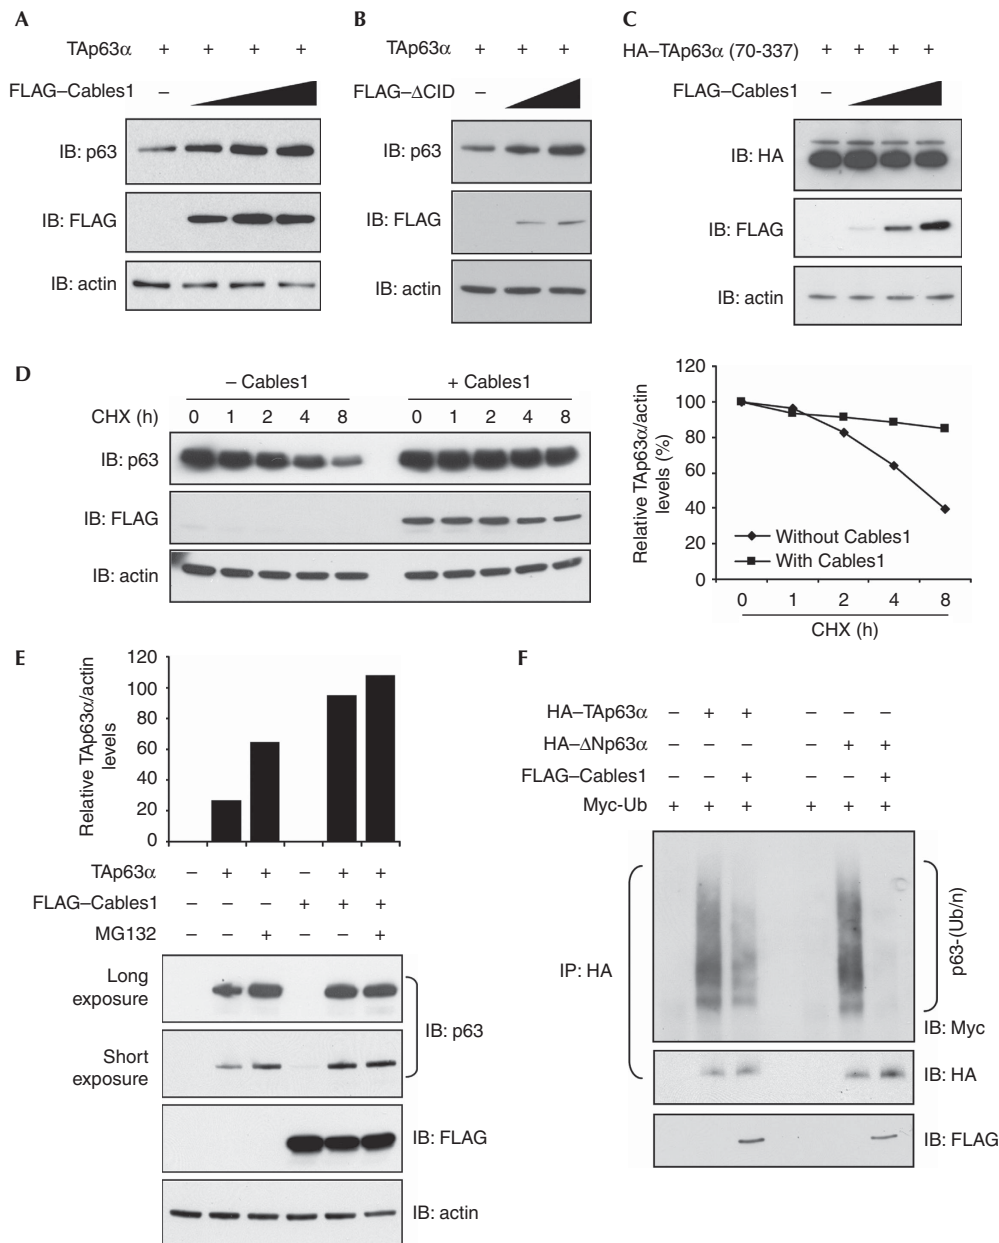 A
TAp63α + + + +
FLAG–Cables1 –
IB: p63
IB: FLAG
IB: actin
B
TAp63α + + +
FLAG–ΔCID –
IB: p63
IB: FLAG
IB: actin
C
HA–TAp63α (70-337) + + + +
FLAG–Cables1 –
IB: HA
IB: FLAG
IB: actin
D
– Cables1 + Cables1
CHX (h) 0 1 2 4 8 0 1 2 4 8
IB: p63
IB: FLAG
IB: actin
Relative TAp63α/actin
levels (%)
120
100
80
60
40
20
0
Without Cables1
With Cables1
0 1 2 4 8
CHX (h)
E
Relative TAp63α/actin
levels
120
100
80
60
40
20
0
TAp63α – + + – + +
FLAG–Cables1 – – – + + +
MG132 – – + – – +
Long
exposure
Short
exposure
IB: p63
IB: FLAG
IB: actin
F
HA–TAp63α – + + – – –
HA–ΔNp63α – – – – + +
FLAG–Cables1 – – + – – +
Myc-Ub + + + + + +
IP: HA
p63-(Ub/n)
IB: Myc
IB: HA
IB: FLAG